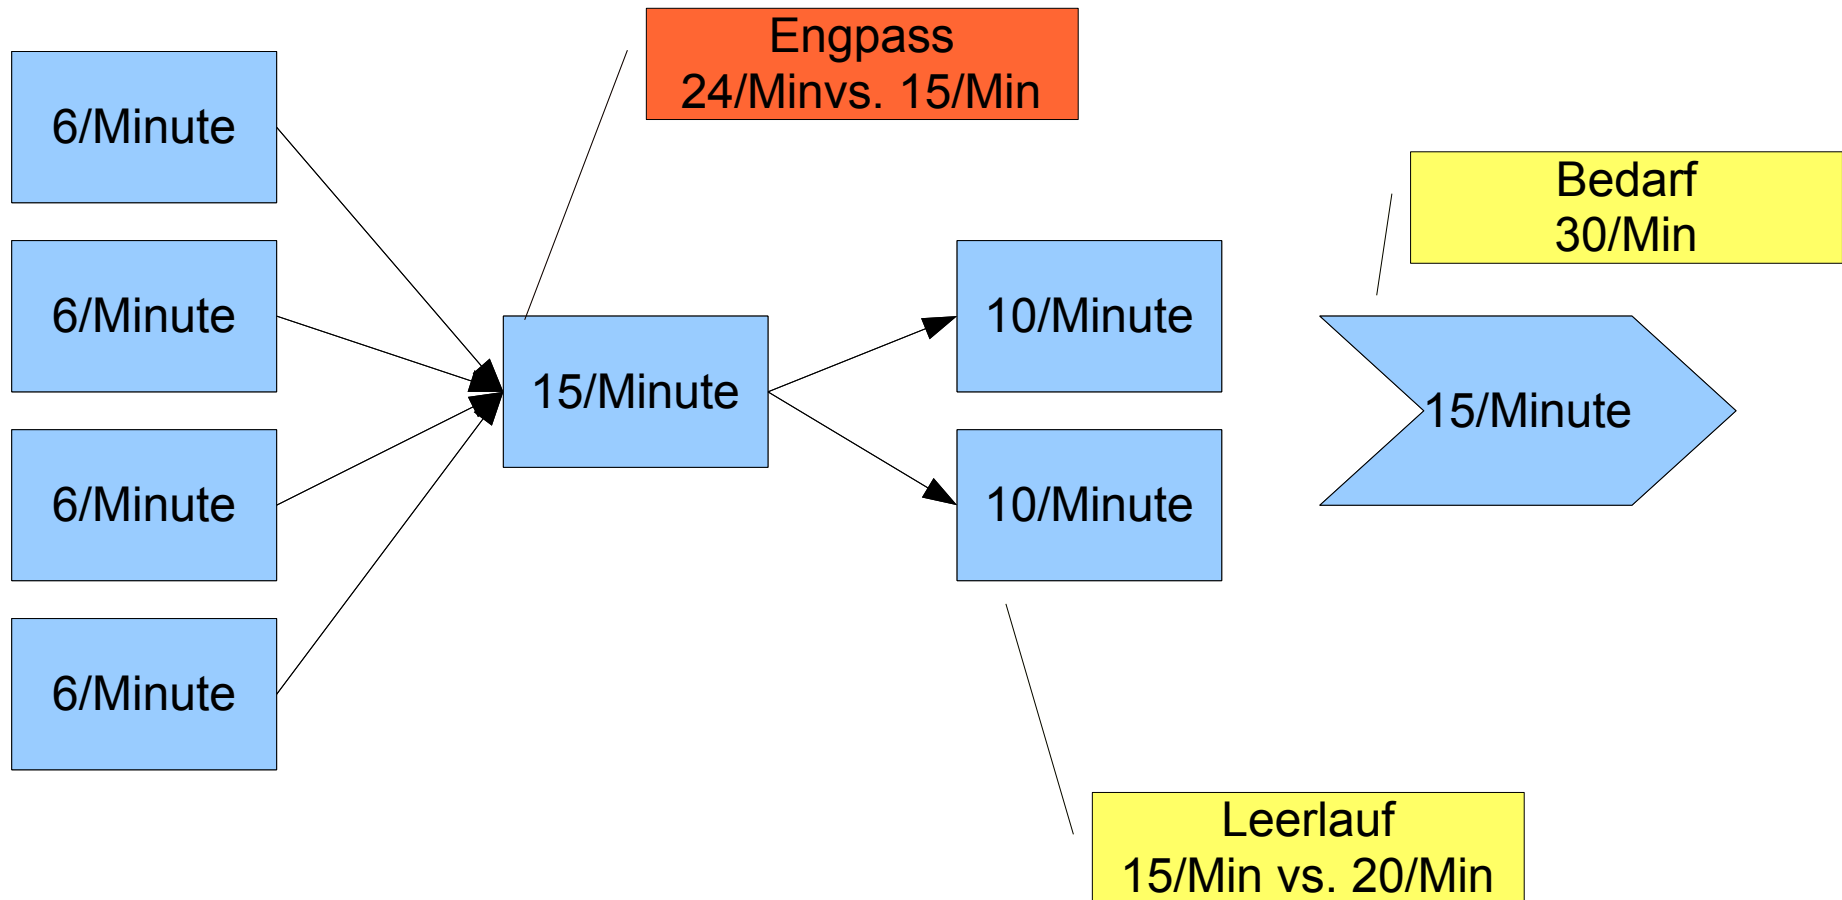 Engpass
24/Minvs. 15/Min
6/Minute
Bedarf
30/Min
6/Minute
10/Minute
15/Minute
15/Minute
6/Minute
10/Minute
6/Minute
Leerlauf
15/Min vs. 20/Min